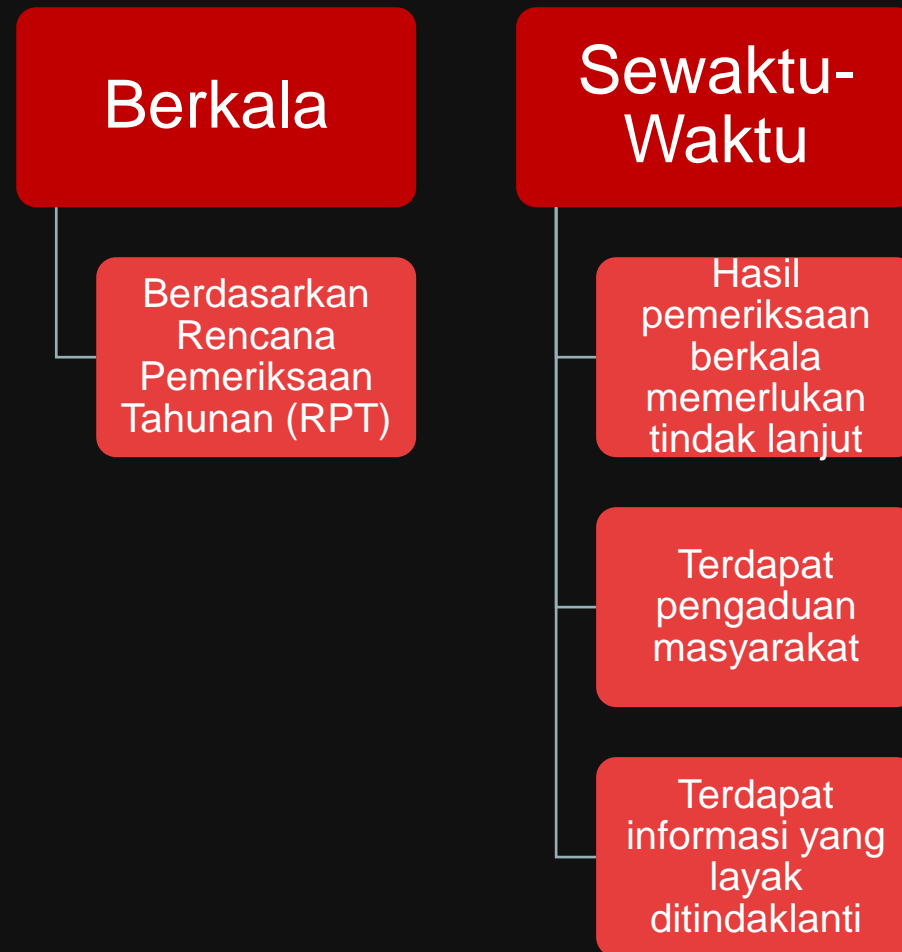 Berkala
Berdasarkan
Rencana
Pemeriksaan
Tahunan (RPT)
Sewaktu-
Waktu
Hasil
pemeriksaan
berkala
memerlukan
tindak lanjut
Terdapat
pengaduan
masyarakat
Terdapat
informasi yang
layak
ditindaklanti